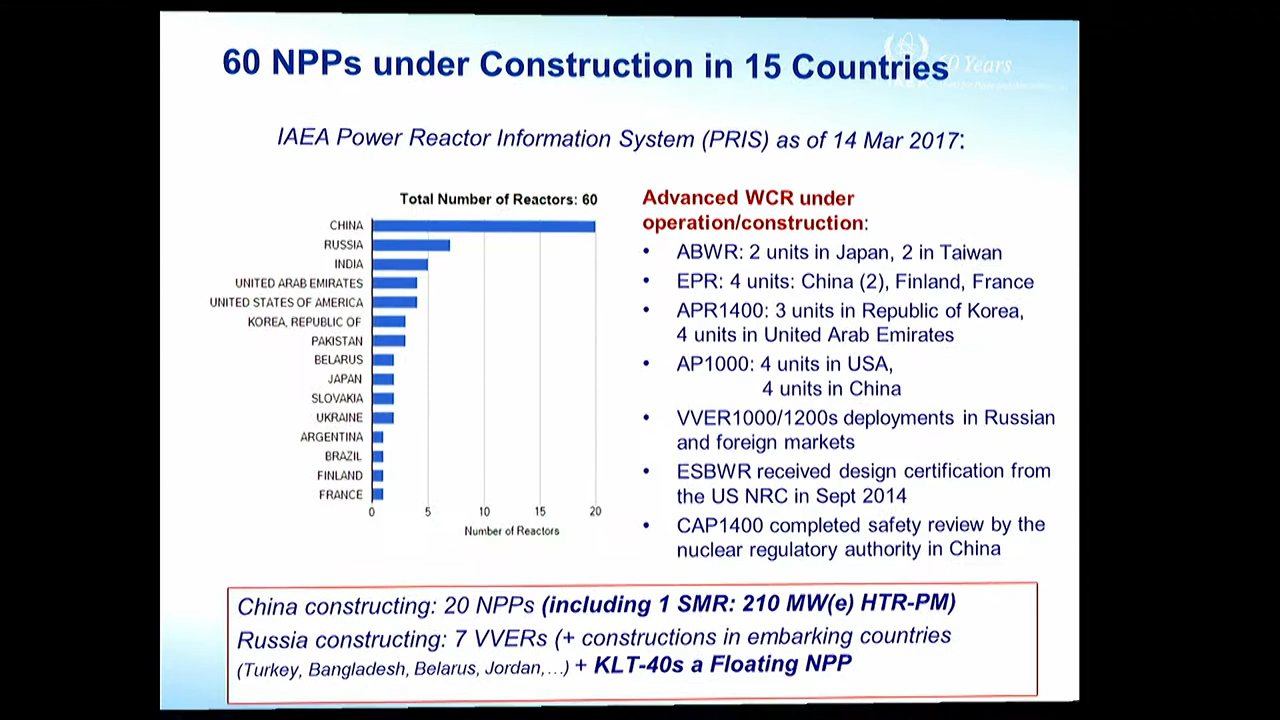 60 NPPs under Construction in 15 Countries
60 Years
IAEA Power Reactor Information System (PRIS) as of 14 Mar 2017:
Total Number of Reactors: 60
CHINA
RUSSIA
INDIA
UNITED ARAB EMIRATES
UNITED STATES OF AMERICA
KOREA, REPUBLIC OF
PAKISTAN
BELARUS
JAPAN
SLOVAKIA
UKRAINE
ARGENTINA
BRAZIL
FINLAND
FRANCE
0 5 10 15 20
Number of Reactors
Advanced WCR under
operation/construction:
• ABWR: 2 units in Japan, 2 in Taiwan
• EPR: 4 units: China (2), Finland, France
• APR1400: 3 units in Republic of Korea,
4 units in United Arab Emirates
• AP1000: 4 units in USA,
4 units in China
• VVER1000/1200s deployments in Russian
and foreign markets
• ESBWR received design certification from
the US NRC in Sept 2014
• CAP1400 completed safety review by the
nuclear regulatory authority in China
China constructing: 20 NPPs (including 1 SMR: 210 MW(e) HTR-PM)
Russia constructing: 7 VVERs (+ constructions in embarking countries
(Turkey, Bangladesh, Belarus, Jordan,…) + KLT-40s a Floating NPP